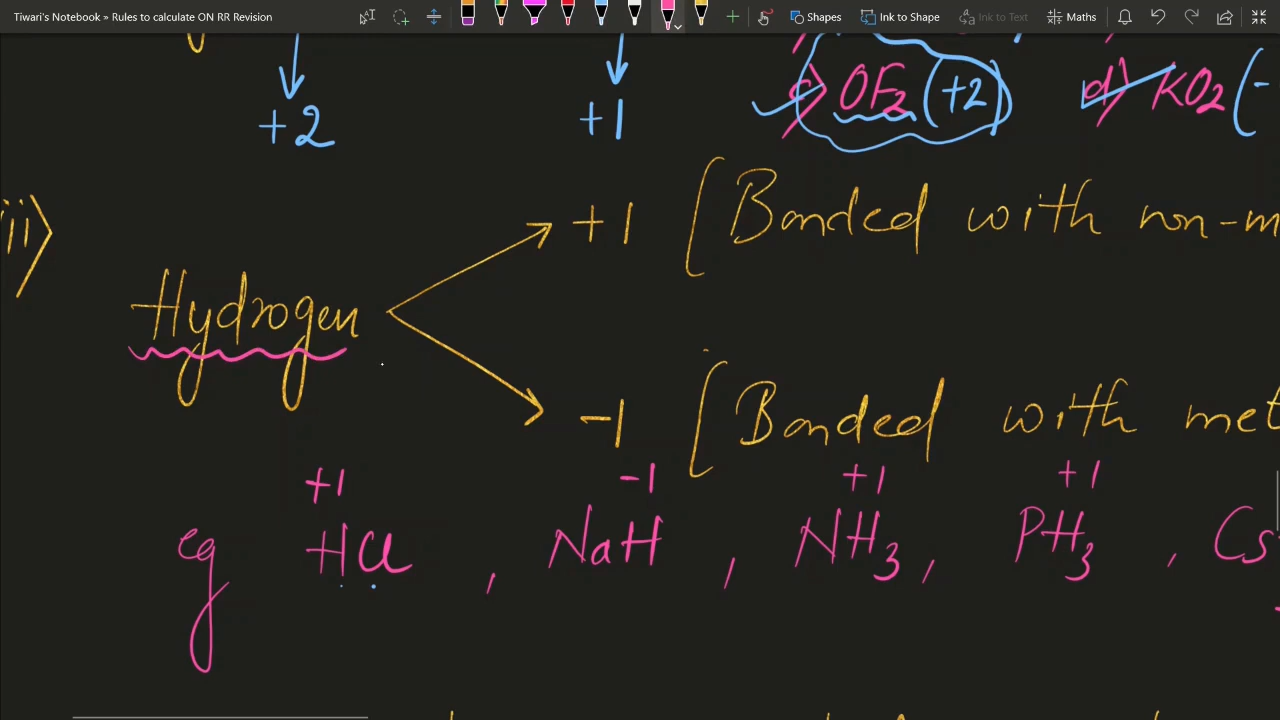 Tiwari's Notebook » Rules to calculate ON RR Revision
Shapes Ink to Shape Ink to Text Maths
+2 +1 c) OF2 (+2) d) KO2 (-
ii) +1 [Bonded with non-m
Hydrogen
-1 [Bonded with met
+1 -1 +1 +1
eg HCl , NaH , NH3 , PH3 , Cs